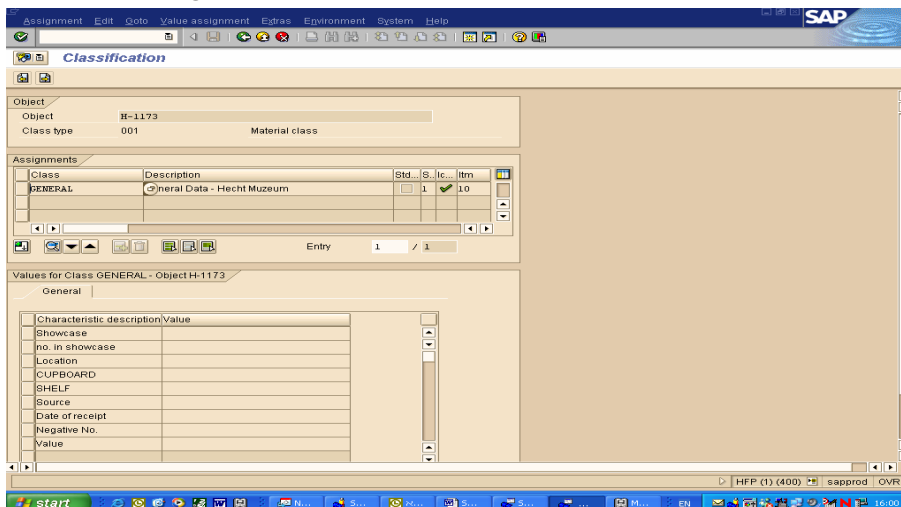 Assignment Edit Goto Value assignment Extras Environment System Help
SAP
Classification
Object
Object H-1173
Class type 001 Material class
Assignments
Class Description Std... S.. Ic... Itm
GENERAL neral Data - Hecht Muzeum 1 10
Entry 1 / 1
Values for Class GENERAL - Object H-1173
General
Characteristic description Value
Showcase
no. in showcase
Location
CUPBOARD
SHELF
Source
Date of receipt
Negative No.
Value
HFP (1) (400) sapprod OVR
start N... S... S... S... ... M... EN 16:00